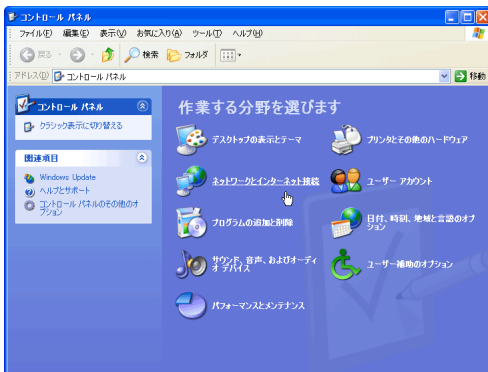 コントロール パネル
ファイル(F) 編集(E) 表示(V) お気に入り(A) ツール(T) ヘルプ(H)
戻る 検索 フォルダ
アドレス(D) コントロール パネル 移動
コントロール パネル
クラシック表示に切り替える
関連項目
Windows Update
ヘルプとサポート
コントロール パネルのその他のオ
プション
作業する分野を選びます
デスクトップの表示とテーマ
プリンタとその他のハードウェア
ネットワークとインターネット接続
ユーザー アカウント
プログラムの追加と削除
日付、時刻、地域と言語のオプ
ション
サウンド、音声、およびオーディ
オ デバイス
ユーザー補助のオプション
パフォーマンスとメンテナンス